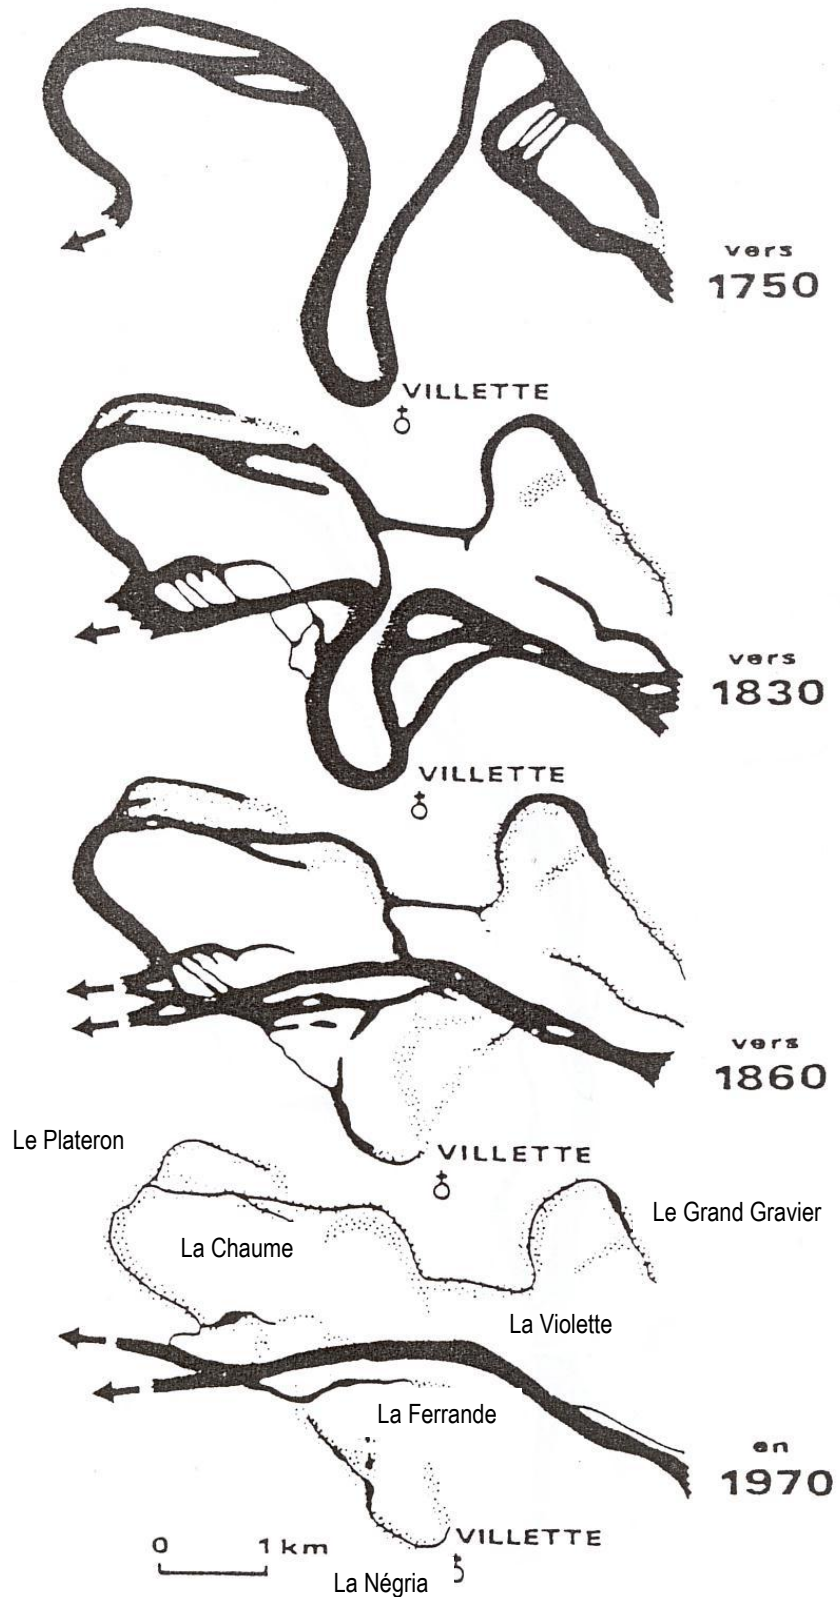 vers
1750
VILLETTE
vers
1830
VILLETTE
vers
1860
Le Plateron
VILLETTE
Le Grand Gravier
La Chaume
La Violette
La Ferrande
en
1970
0 1 km
VILLETTE
La Négria